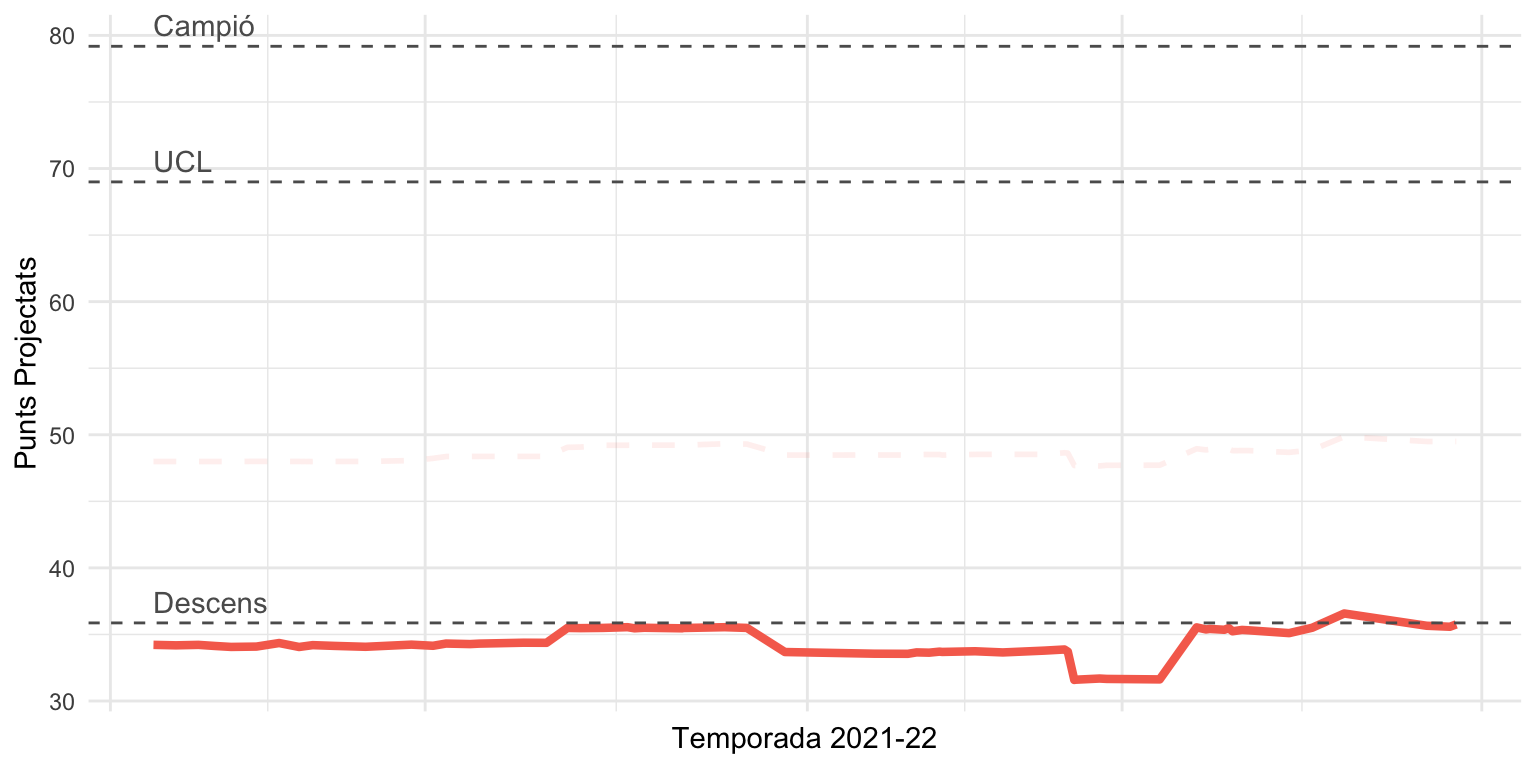 Campió
80
UCL
70
60
Punts Projectats
50
40
Descens
30
Temporada 2021-22